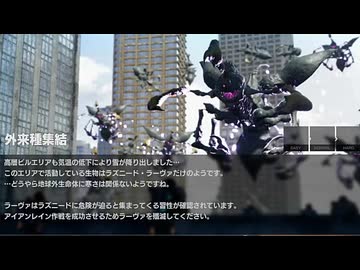 外来種集結
高層ビルエリアも気温の低下により雪が降り出しました…
このエリアで活動している生物はラズニード・ラーヴァだけのようです。
…どうやら地球外生命体に寒さは関係ないようですね。
ラーヴァはラズニードに危険が迫ると集まってくる習性が確認されています。
アイアンレイン作戦を成功させるためラーヴァを殲滅してください。
EASY NORMAL HARD